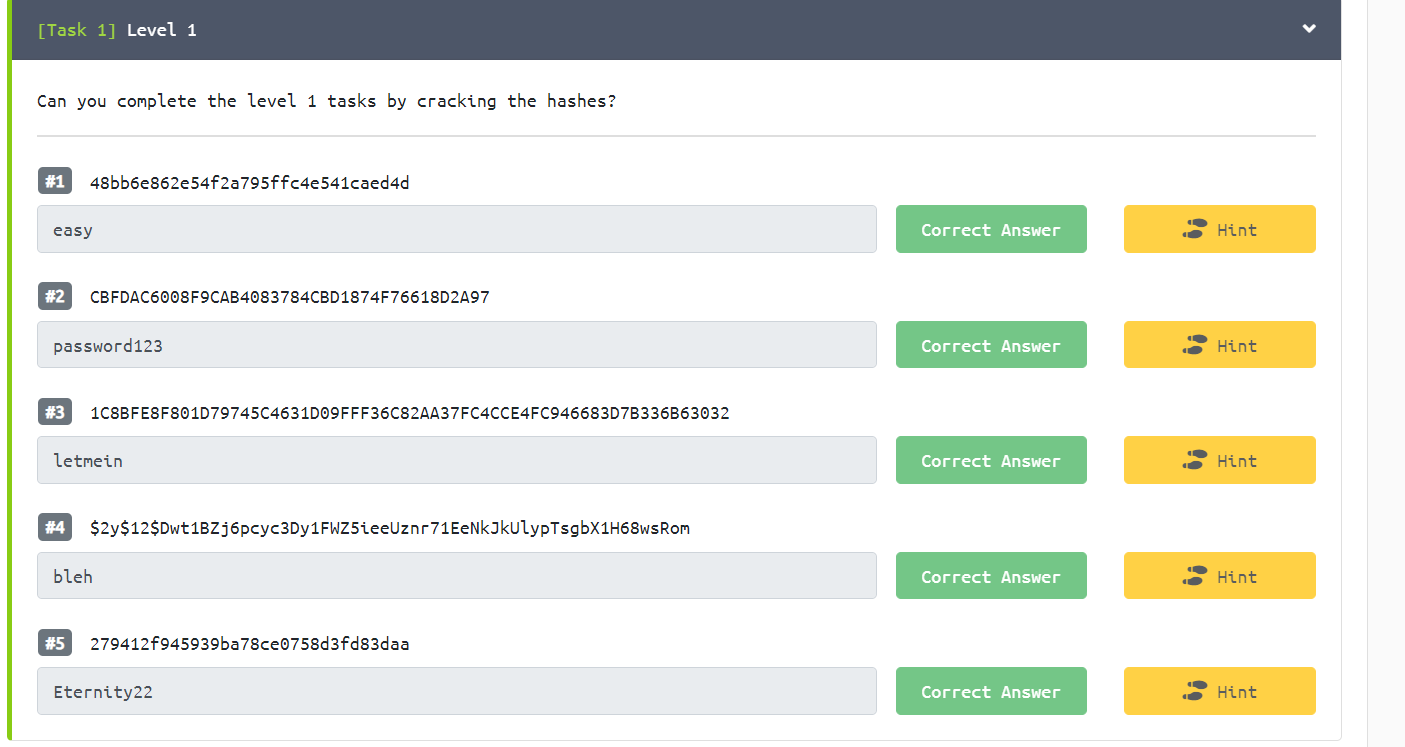 [Task 1] Level 1
Can you complete the level 1 tasks by cracking the hashes?
#1 48bb6e862e54f2a795ffc4e541caed4d
easy Correct Answer Hint
#2 CBFDAC6008F9CAB4083784CBD1874F76618D2A97
password123 Correct Answer Hint
#3 1C8BFE8F801D79745C4631D09FFF36C82AA37FC4CCE4FC946683D7B336B63032
letmein Correct Answer Hint
#4 $2y$12$Dwt1BZj6pcyc3Dy1FWZ5ieeUznr71EeNkJkUlypTsgbX1H68wsRom
bleh Correct Answer Hint
#5 279412f945939ba78ce0758d3fd83daa
Eternity22 Correct Answer Hint